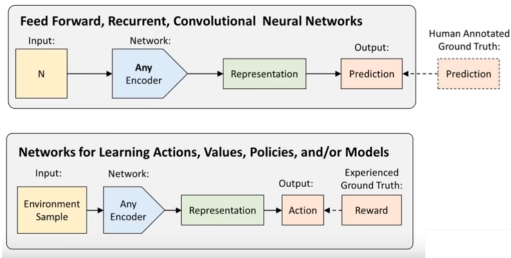 Feed Forward, Recurrent, Convolutional Neural Networks
Input:
Network:
Output:
Human Annotated
Ground Truth:
N
Any
Encoder
Representation
Prediction
Prediction
Networks for Learning Actions, Values, Policies, and/or Models
Input:
Network:
Output:
Experienced
Ground Truth:
Environment
Sample
Any
Encoder
Representation
Action
Reward